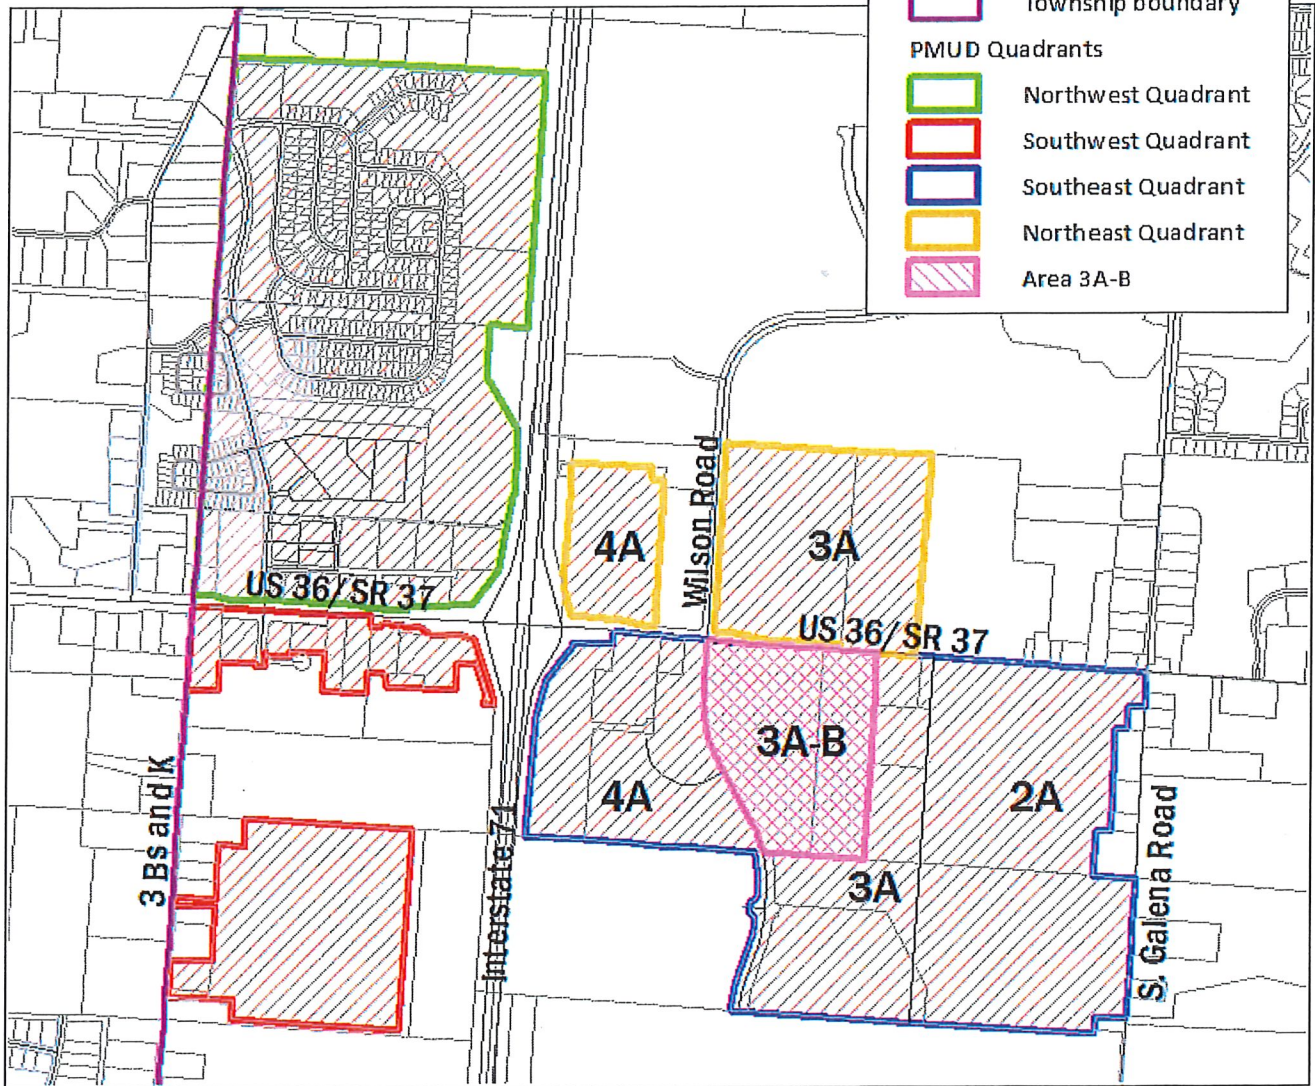 Township boundary
PMUD Quadrants
Northwest Quadrant
Southwest Quadrant
Southeast Quadrant
Northeast Quadrant
Area 3A-B
Wilson Road
4A
3A
US 36/ SR 37
US 36/ SR 37
3A-B
4A
2A
3 Bs and K
Interstate 71
3A
S. Galena Road